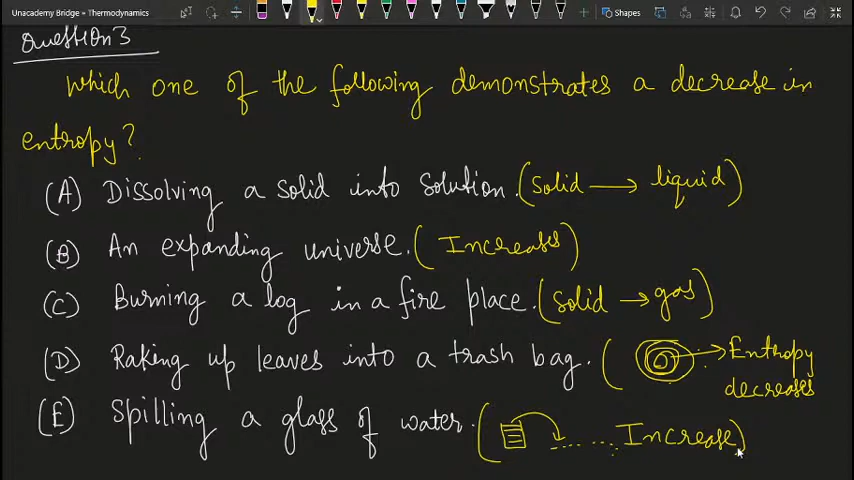 Unacademy Bridge + Thermodynamics
Shapes
Question 3
Which one of the following demonstrates a decrease in
entropy?
(A) Dissolving a solid into solution. (solid → liquid)
(B) An expanding universe. (Increases)
(C) Burning a log in a fire place. (solid → gas)
(D) Raking up leaves into a trash bag. ( → Enthopy
decreases
(E) Spilling a glass of water. ( ...... Increase)